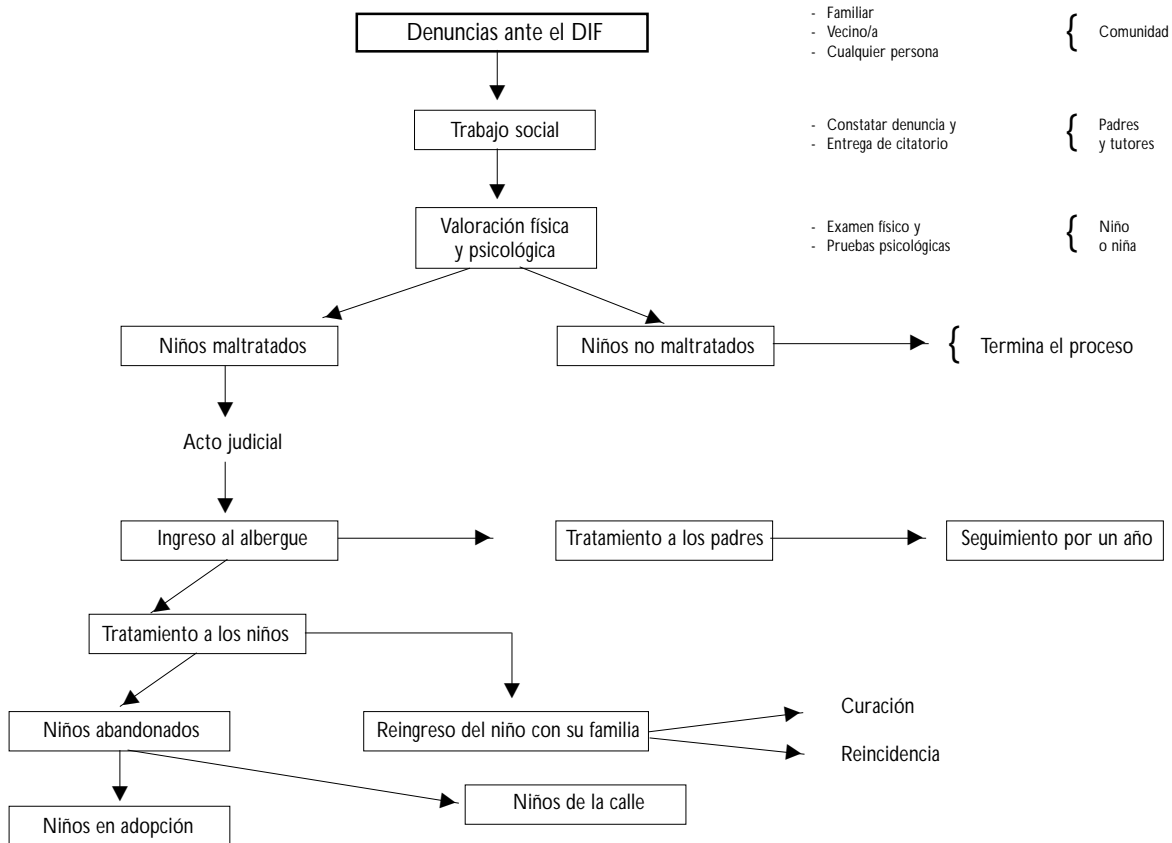 Denuncias ante el DIF
- Familiar
- Vecino/a
- Cualquier persona
{ Comunidad
Trabajo social
- Constatar denuncia y
- Entrega de citatorio
{ Padres
y tutores
Valoración física
y psicológica
- Examen físico y
- Pruebas psicológicas
{ Niño
o niña
Niños maltratados
Niños no maltratados
{ Termina el proceso
Acto judicial
Ingreso al albergue
Tratamiento a los padres
Seguimiento por un año
Tratamiento a los niños
Niños abandonados
Reingreso del niño con su familia
Curación
Reincidencia
Niños de la calle
Niños en adopción